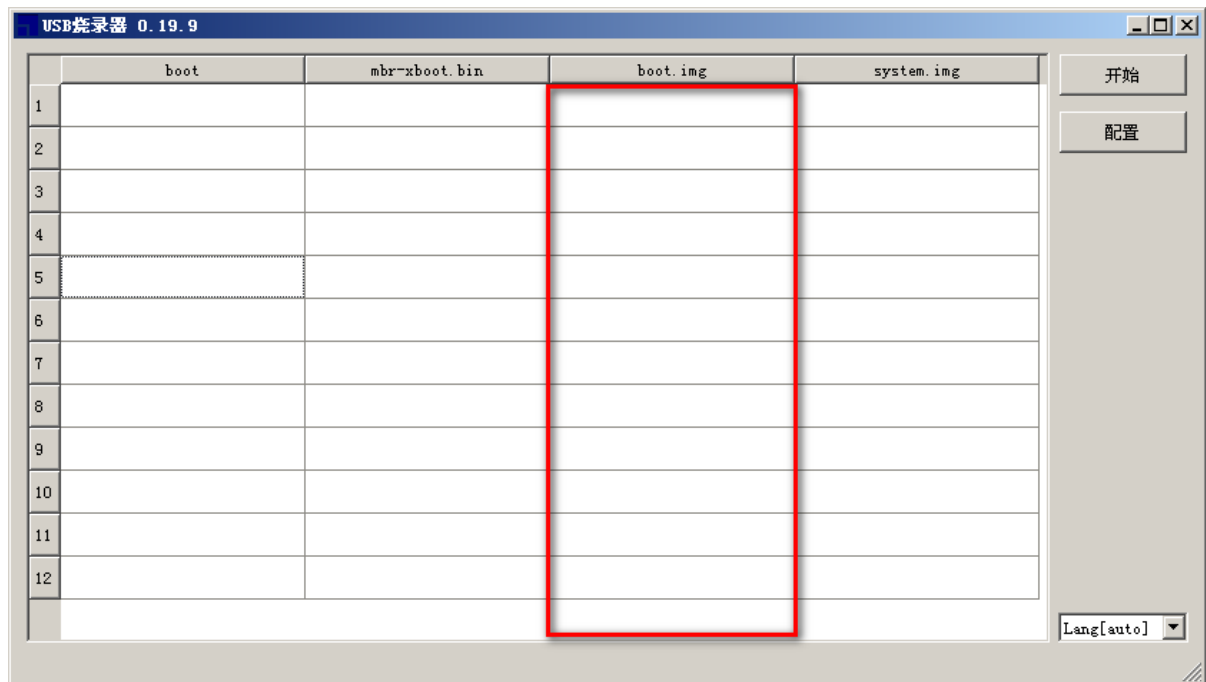 USB烧录器 0.19.9
boot mbr-xboot.bin boot.img system.img
开始
1
配置
2
3
4
5
6
7
8
9
10
11
12
Lang[auto]